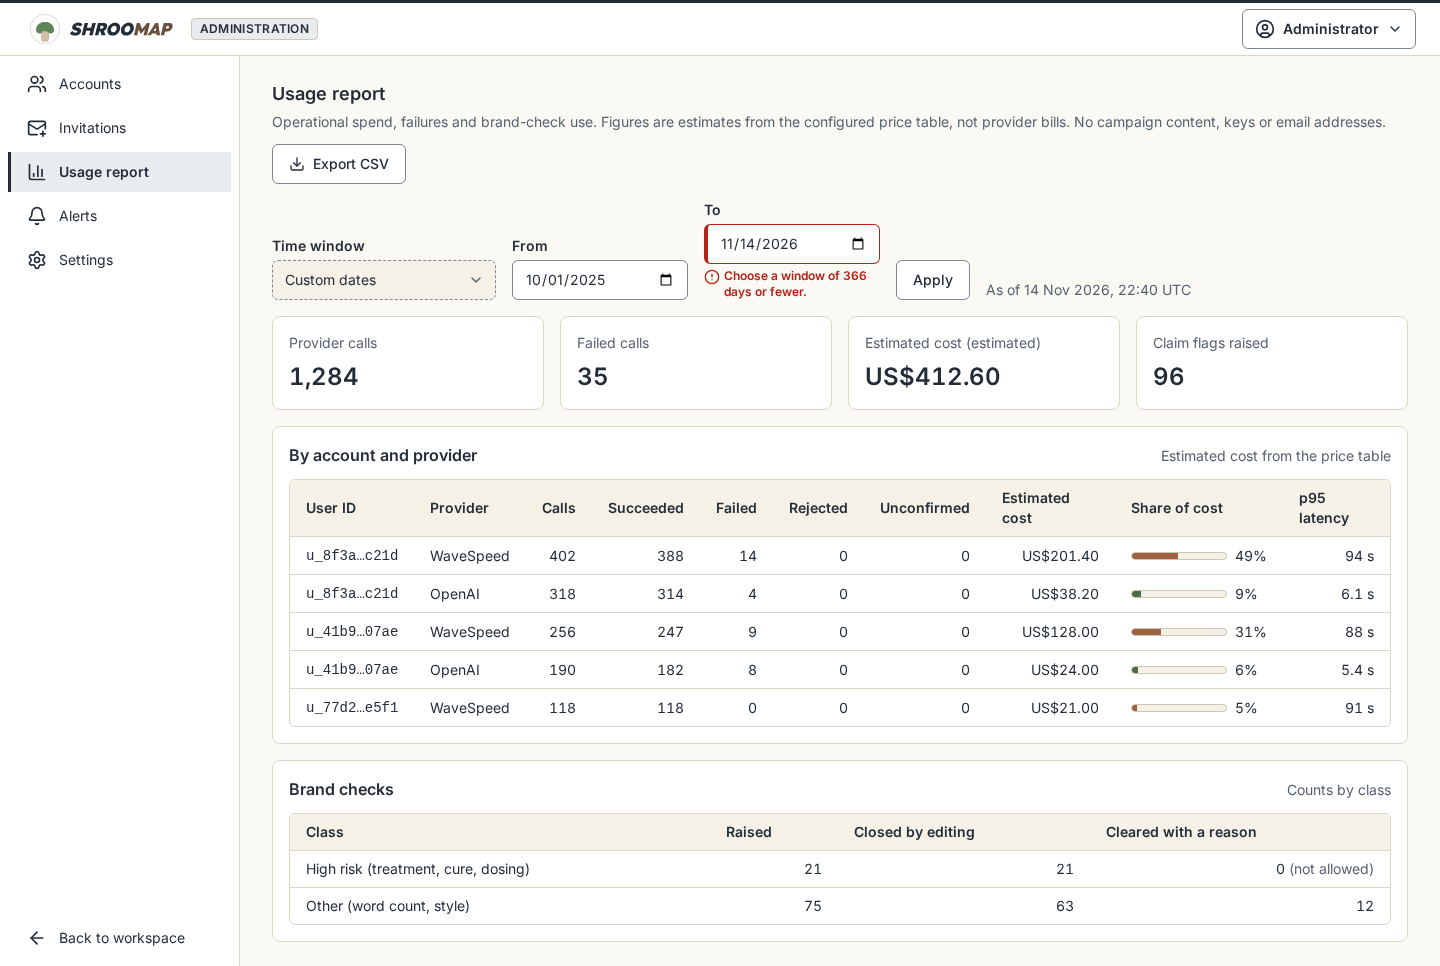 SHROOMAP
ADMINISTRATION
Administrator
Accounts
Invitations
Usage report
Alerts
Settings
Back to workspace
Usage report
Operational spend, failures and brand-check use. Figures are estimates from the configured price table, not provider bills. No campaign content, keys or email addresses.
Export CSV
Time window
Custom dates
From
10/01/2025
To
11/14/2026
Choose a window of 366
days or fewer.
Apply
As of 14 Nov 2026, 22:40 UTC
Provider calls
1,284
Failed calls
35
Estimated cost (estimated)
US$412.60
Claim flags raised
96
By account and provider
Estimated cost from the price table
User ID Provider Calls Succeeded Failed Rejected Unconfirmed Estimated cost Share of cost p95 latency
u_8f3a…c21d WaveSpeed 402 388 14 0 0 US$201.40 49% 94 s
u_8f3a…c21d OpenAI 318 314 4 0 0 US$38.20 9% 6.1 s
u_41b9…07ae WaveSpeed 256 247 9 0 0 US$128.00 31% 88 s
u_41b9…07ae OpenAI 190 182 8 0 0 US$24.00 6% 5.4 s
u_77d2…e5f1 WaveSpeed 118 118 0 0 0 US$21.00 5% 91 s
Brand checks
Counts by class
Class Raised Closed by editing Cleared with a reason
High risk (treatment, cure, dosing) 21 21 0 (not allowed)
Other (word count, style) 75 63 12